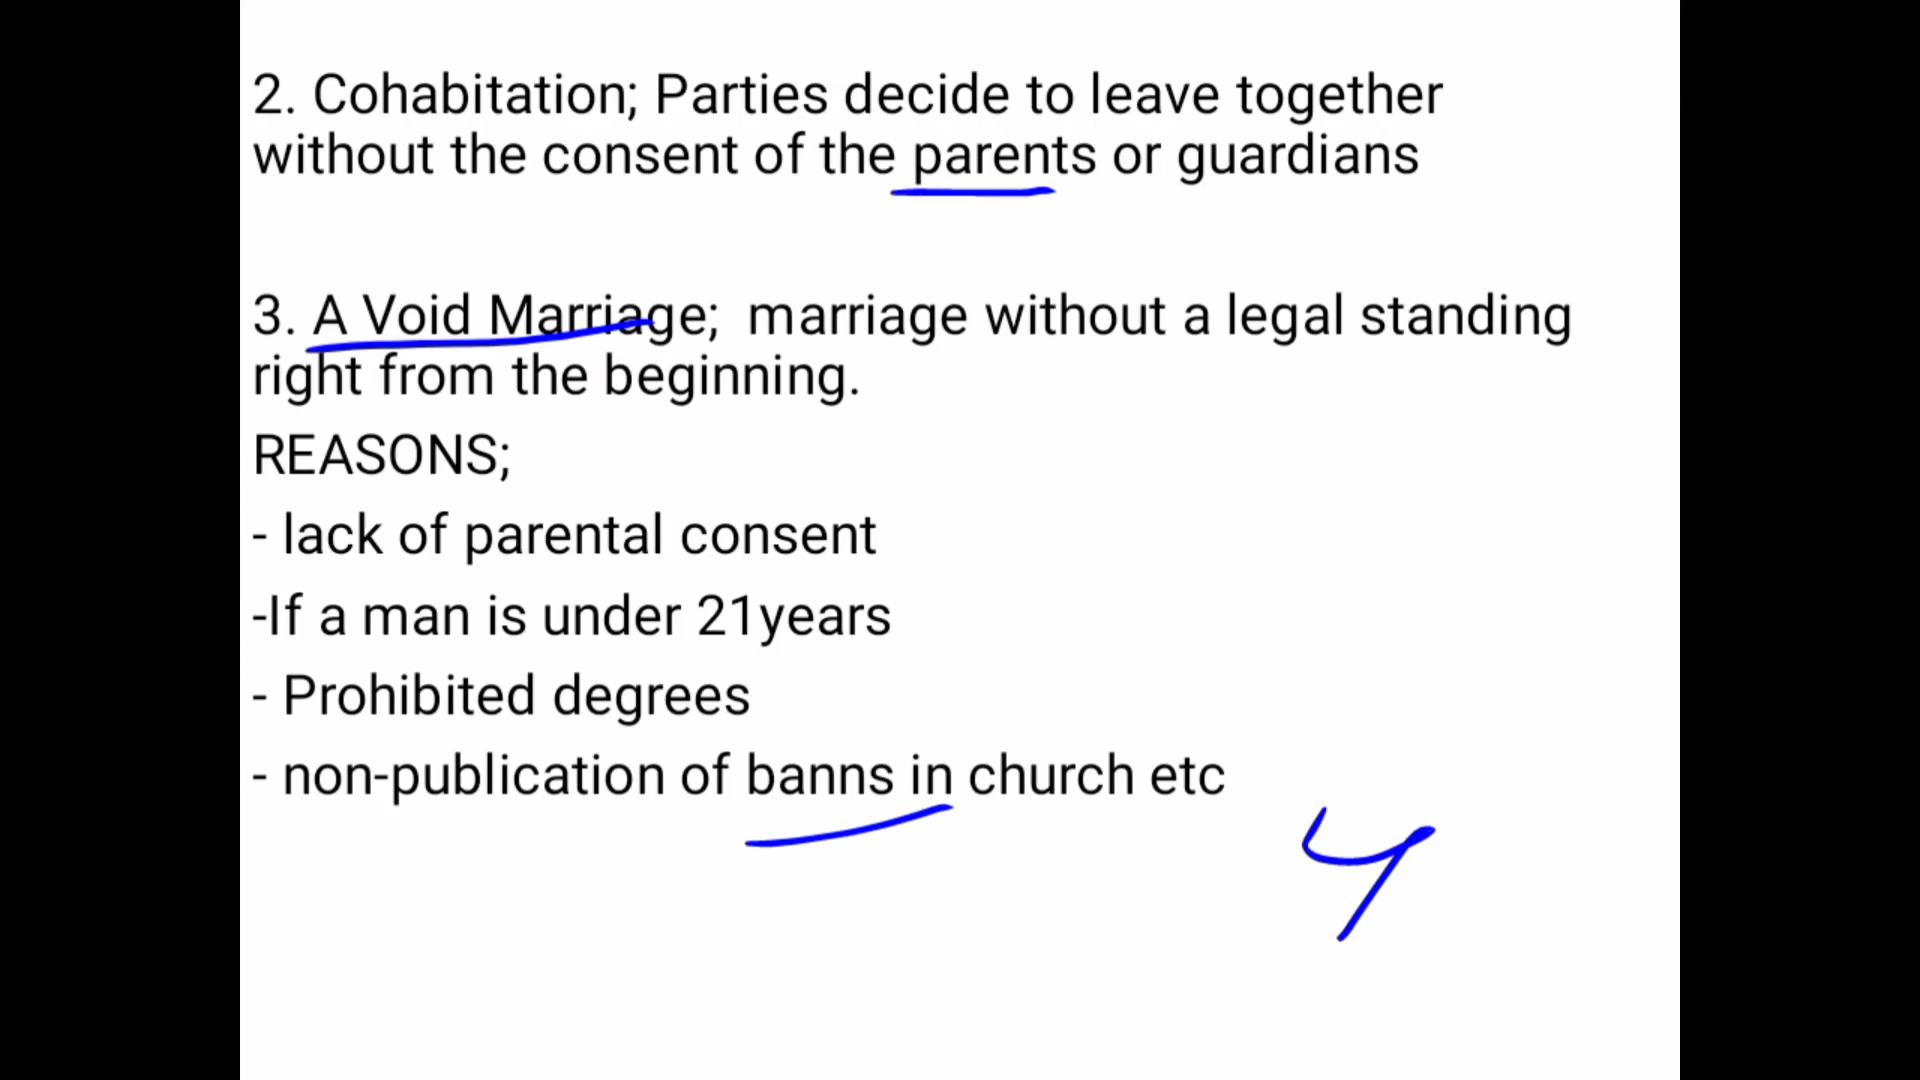 2. Cohabitation; Parties decide to leave together
without the consent of the parents or guardians
3. A Void Marriage;  marriage without a legal standing
right from the beginning.
REASONS;
- lack of parental consent
-If a man is under 21years
- Prohibited degrees
- non-publication of banns in church etc